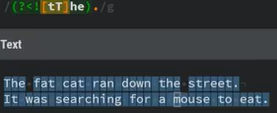 /(?<![tT]he)./g
Text
The fat cat ran down the street.
It was searching for a mouse to eat.